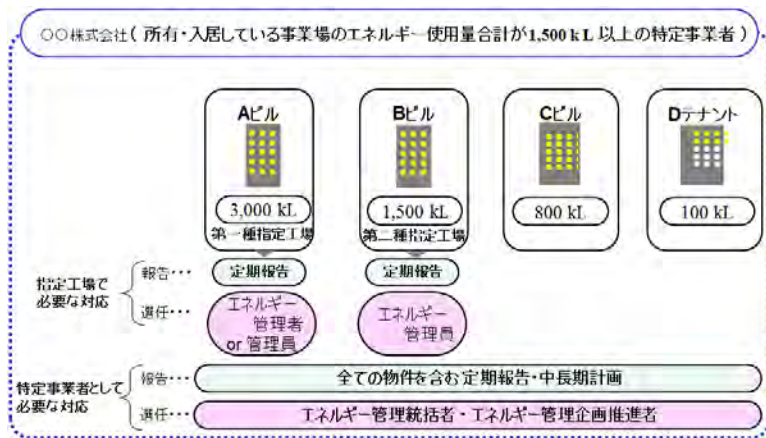 ○○株式会社( 所有・入居している事業場のエネルギー使用量合計が1,500 k L 以上の特定事業者 )
Aビル
Bビル
Cビル
Dテナント
3,000 kL
1,500 kL
800 kL
100 kL
第一種指定工場
第二種指定工場
指定工場で
必要な対応
報告･･･
定期報告
定期報告
選任･･･
エネルギー
管理者
or 管理員
エネルギー
管理員
特定事業者として
必要な対応
報告･･･
全ての物件を含む定期報告・中長期計画
選任･･･
エネルギー管理統括者・エネルギー管理企画推進者